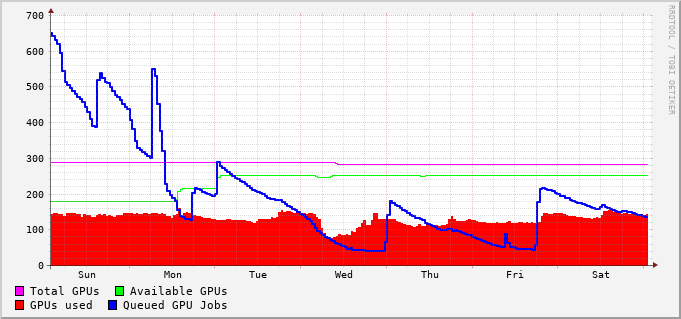 700
600
500
400
300
200
100
0
Sun Mon Tue Wed Thu Fri Sat
Total GPUs Available GPUs
GPUs used Queued GPU Jobs
RRDTOOL / TOBI OETIKER